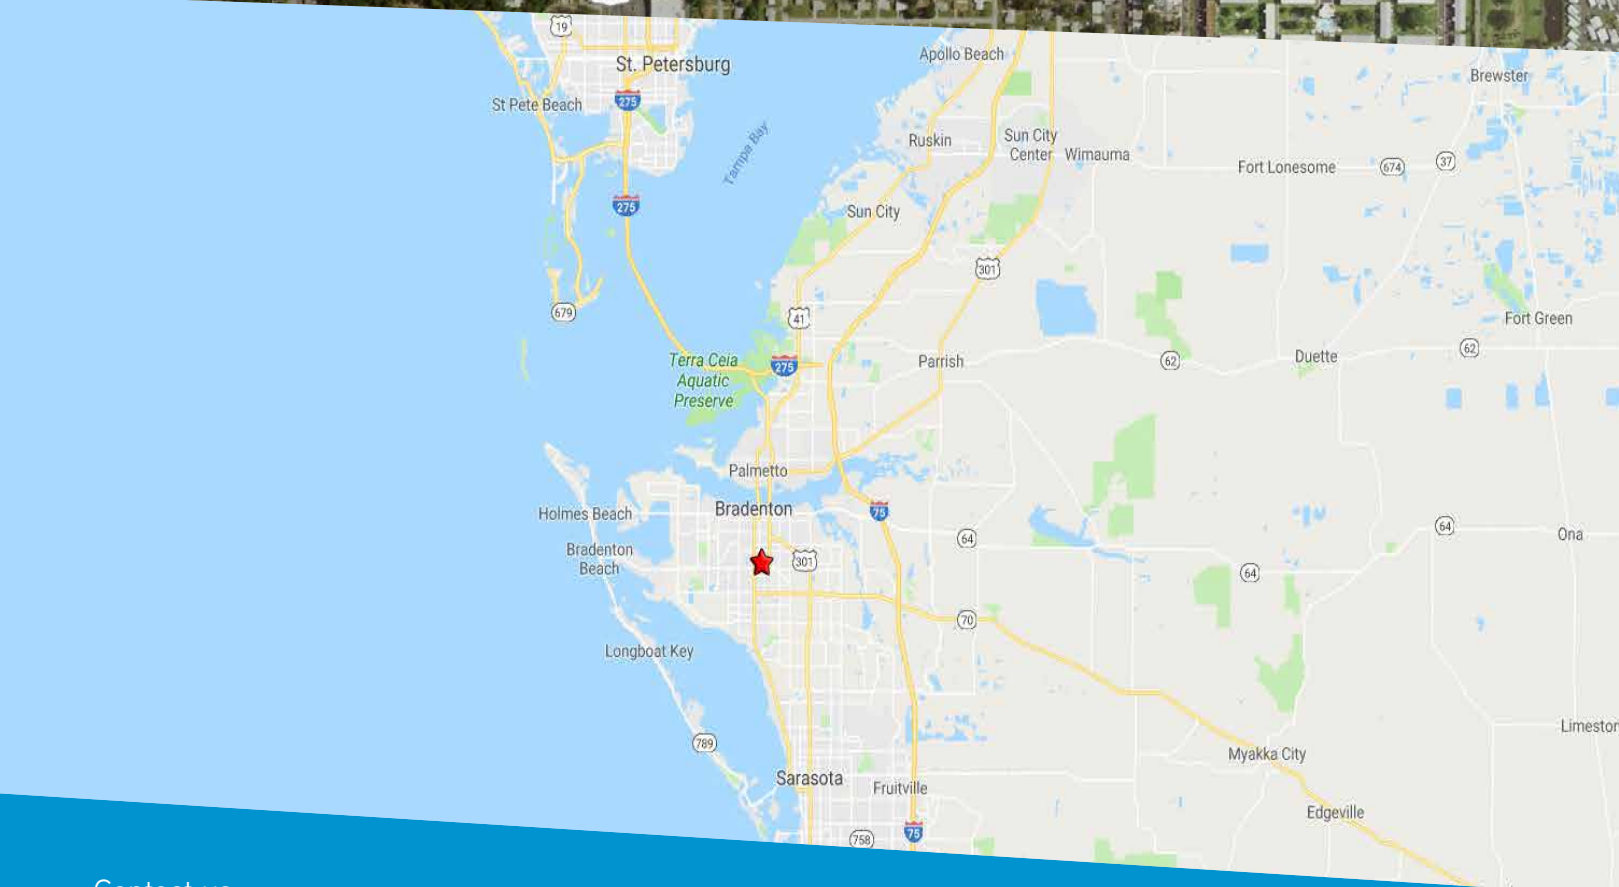 19
St. Petersburg
Apollo Beach
Brewster
St Pete Beach
275
Tampa Bay
Ruskin
Sun City
Center
Wimauma
Fort Lonesome
674
37
275
Sun City
301
679
41
Fort Green
Terra Ceia
Aquatic
Preserve
275
Parrish
62
Duette
62
Palmetto
Holmes Beach
Bradenton
75
64
64
Ona
Bradenton
Beach
301
64
70
Longboat Key
789
Limestor
Myakka City
Sarasota
Fruitville
Edgeville
758
75
Contact us